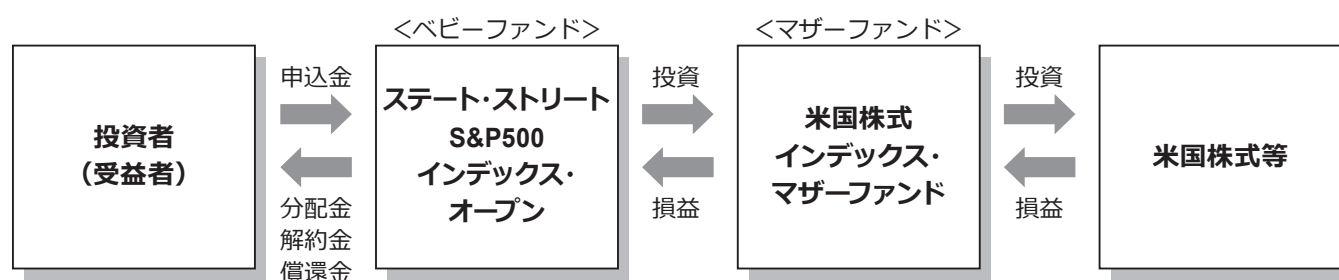 <ベビーファンド>
<マザーファンド>
投資者
(受益者)
申込金
分配金
解約金
償還金
ステート・ストリート
S&P500
インデックス・
オープン
投資
損益
米国株式
インデックス・
マザーファンド
投資
損益
米国株式等